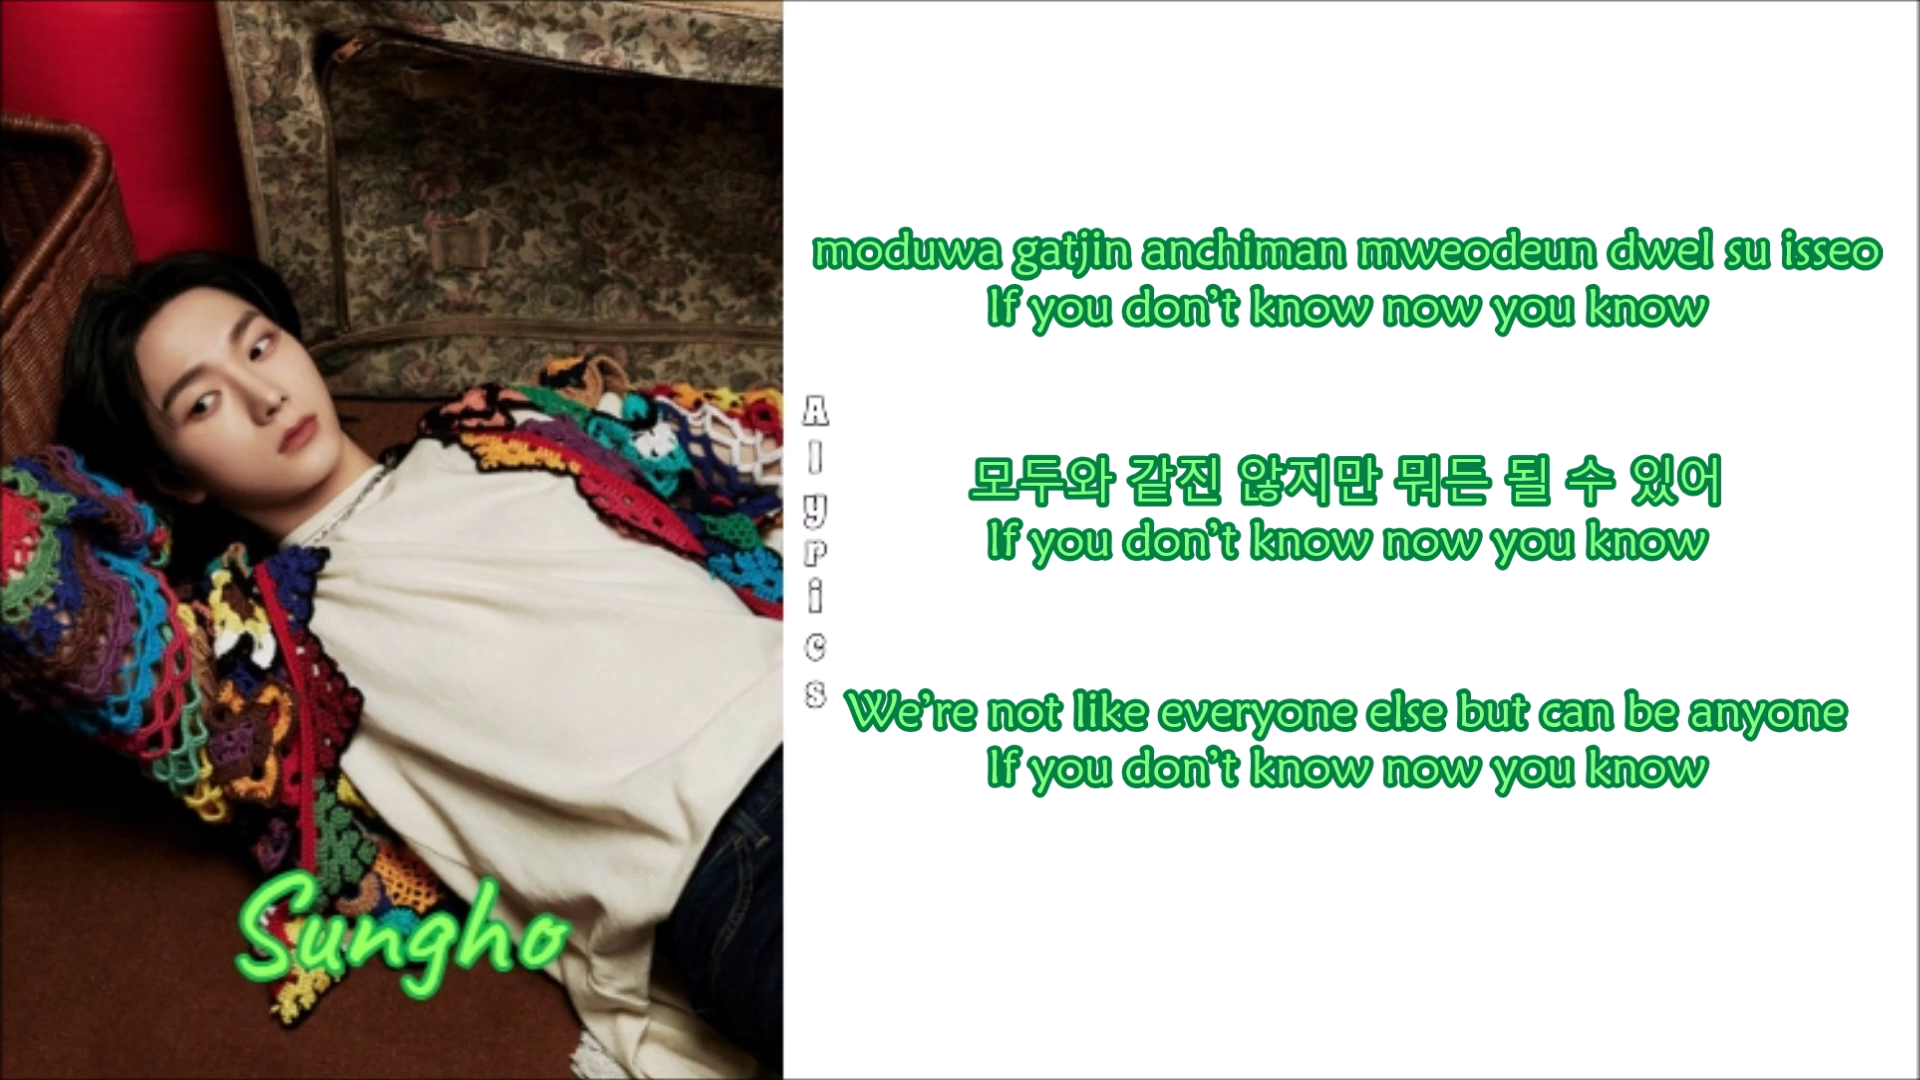 moduwa gatjin anchiman mweodeun dwel su isseo
If you don't know now you know
모두와 같진 않지만 뭐든 될 수 있어
If you don't know now you know
We're not like everyone else but can be anyone
If you don't know now you know
Alyrics
Sungho